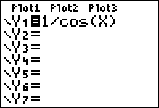 Plot1 Plot2 Plot3
\Y1=1/cos(X)
\Y2=
\Y3=
\Y4=
\Y5=
\Y6=
\Y7=